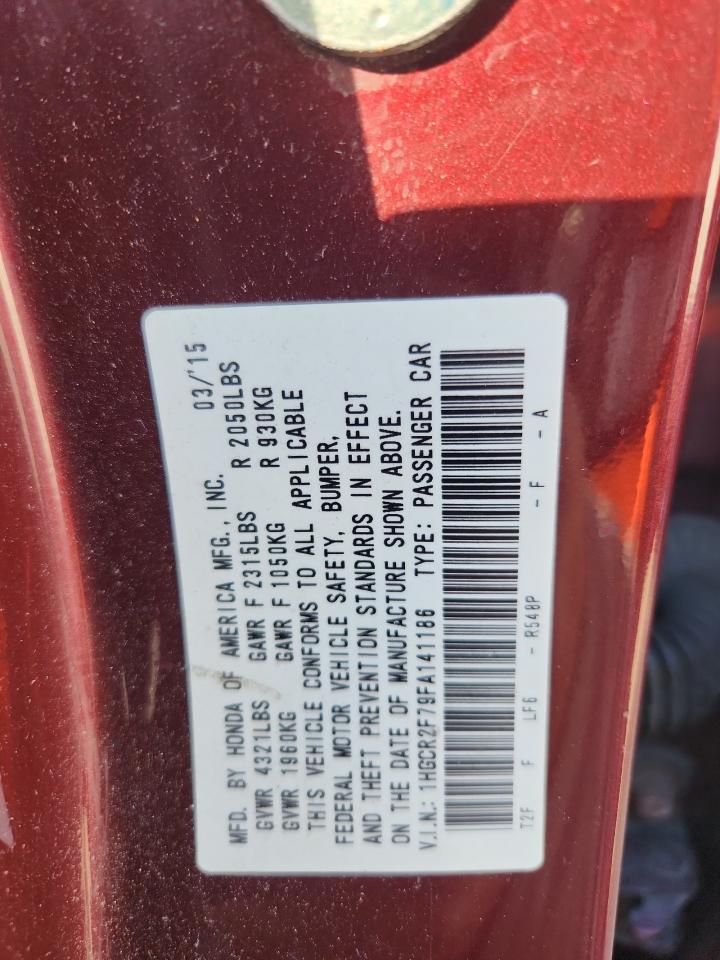 MFD. BY HONDA OF AMERICA MFG., INC. 03/'15
GVWR 4321LBS GAWR F 2315LBS R 2050LBS
GVWR 1960KG GAWR F 1050KG R 930KG
THIS VEHICLE CONFORMS TO ALL APPLICABLE
FEDERAL MOTOR VEHICLE SAFETY, BUMPER,
AND THEFT PREVENTION STANDARDS IN EFFECT
ON THE DATE OF MANUFACTURE SHOWN ABOVE.
V.I.N.: 1HGCR2F79FA141186 TYPE: PASSENGER CAR
T2F F LF6 - R548P - F - A